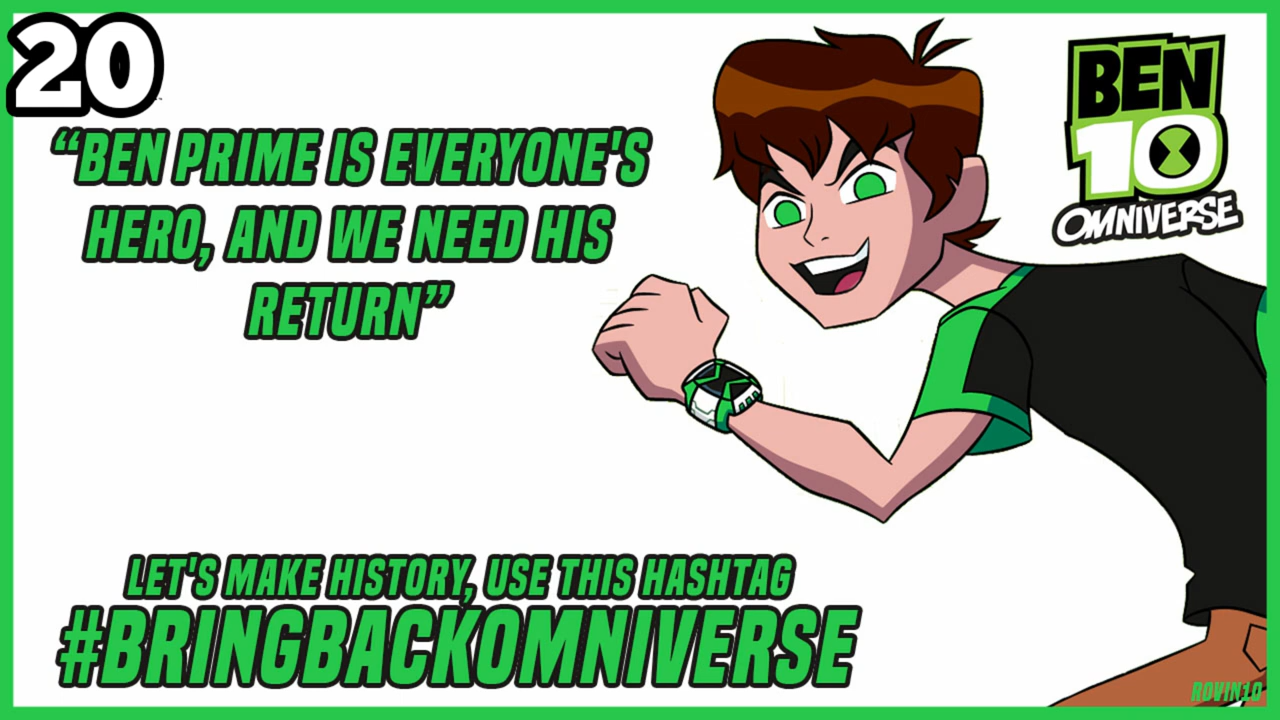 20
“BEN PRIME IS EVERYONE'S
HERO, AND WE NEED HIS
RETURN”
BEN
10
OMNIVERSE
LET'S MAKE HISTORY, USE THIS HASHTAG
#BRINGBACKOMNIVERSE
ROVIN10